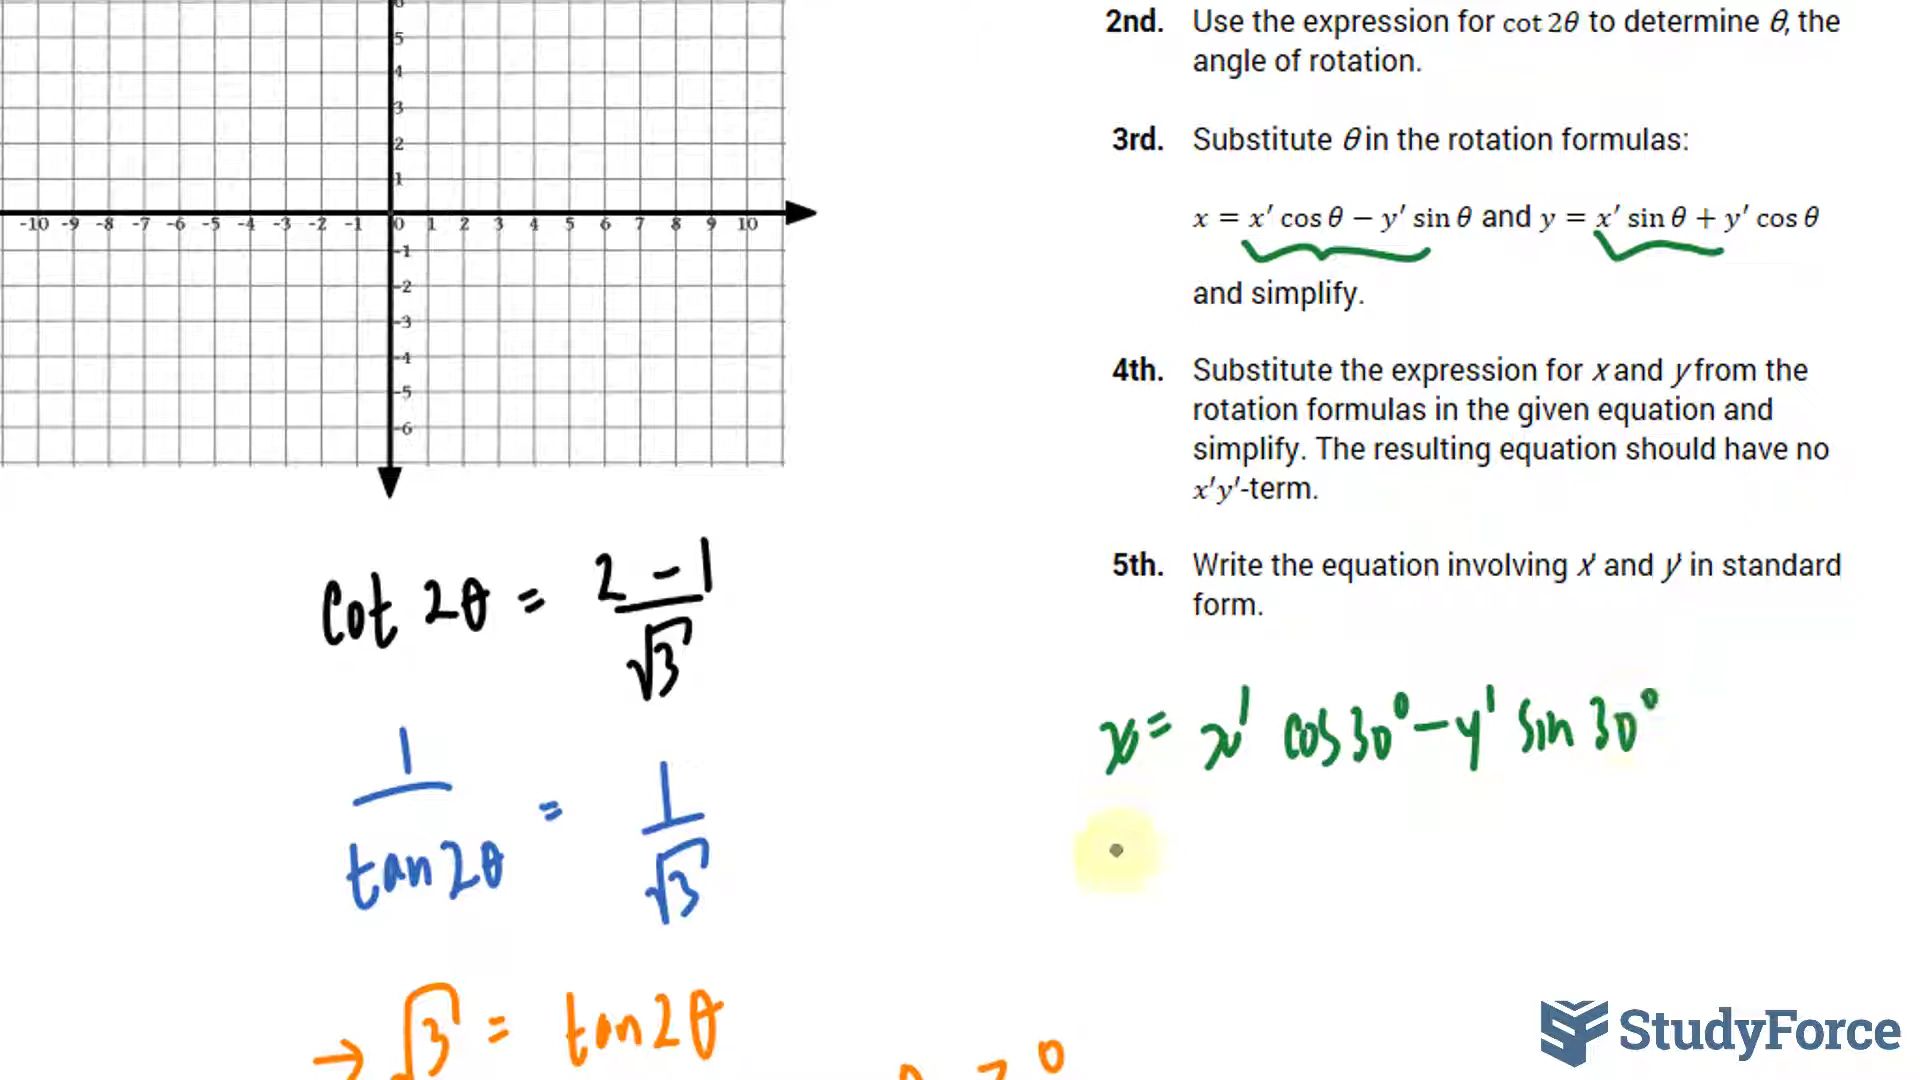 6
5
4
3
2
1
-10 -9 -8 -7 -6 -5 -4 -3 -2 -1 0 1 2 3 4 5 6 7 8 9 10
-1
-2
-3
-4
-5
-6
cot 2θ = 2 - 1 / √3
1 / tan 2θ = 1 / √3
→ √3 = tan 2θ
2nd. Use the expression for cot 2θ to determine θ, the
angle of rotation.
3rd. Substitute θ in the rotation formulas:
x = x′ cos θ − y′ sin θ and y = x′ sin θ + y′ cos θ
and simplify.
4th. Substitute the expression for x and y from the
rotation formulas in the given equation and
simplify. The resulting equation should have no
x′y′-term.
5th. Write the equation involving x′ and y′ in standard
form.
x = x' cos 30° - y' sin 30°
StudyForce